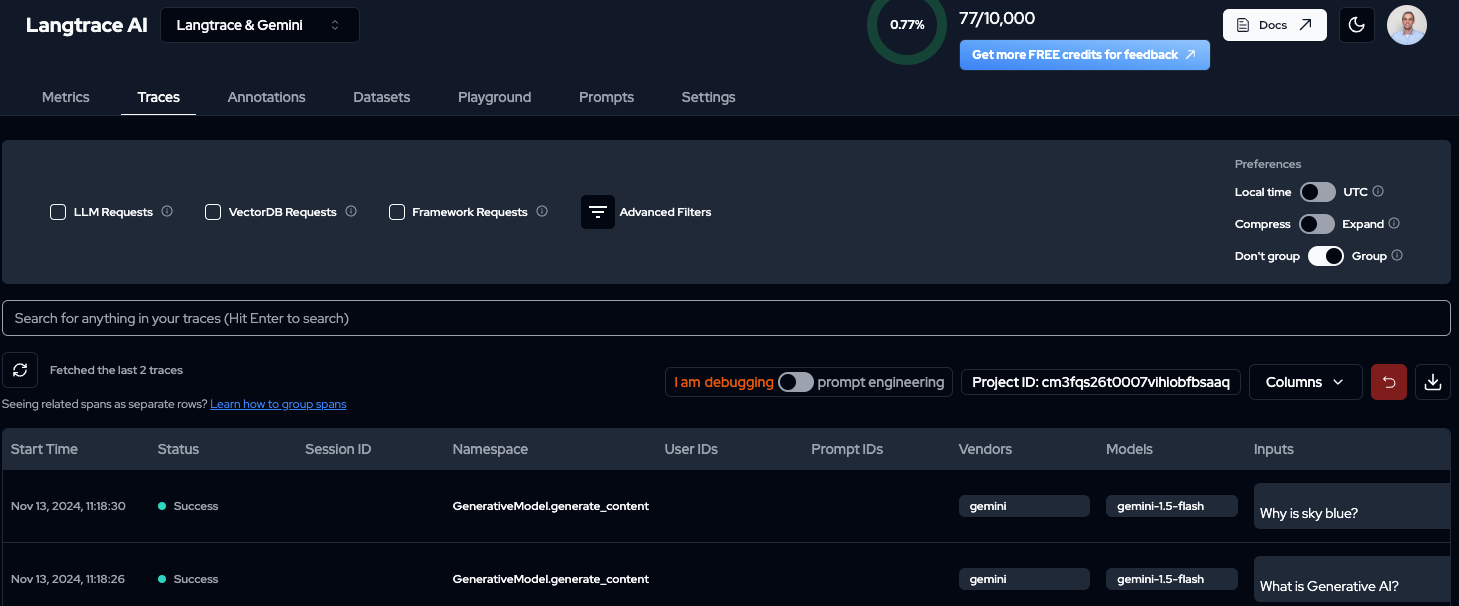 Langtrace AI Langtrace & Gemini 0.77% 77/10,000 Docs
Get more FREE credits for feedback
Metrics Traces Annotations Datasets Playground Prompts Settings
Preferences
Local time UTC
LLM Requests VectorDB Requests Framework Requests Advanced Filters
Compress Expand
Don't group Group
Search for anything in your traces (Hit Enter to search)
Fetched the last 2 traces I am debugging prompt engineering Project ID: cm3fqs26t0007vihiobfbsaaq Columns
Seeing related spans as separate rows? Learn how to group spans
Start Time Status Session ID Namespace User IDs Prompt IDs Vendors Models Inputs
Nov 13, 2024, 11:18:30 Success GenerativeModel.generate_content gemini gemini-1.5-flash Why is sky blue?
Nov 13, 2024, 11:18:26 Success GenerativeModel.generate_content gemini gemini-1.5-flash What is Generative AI?